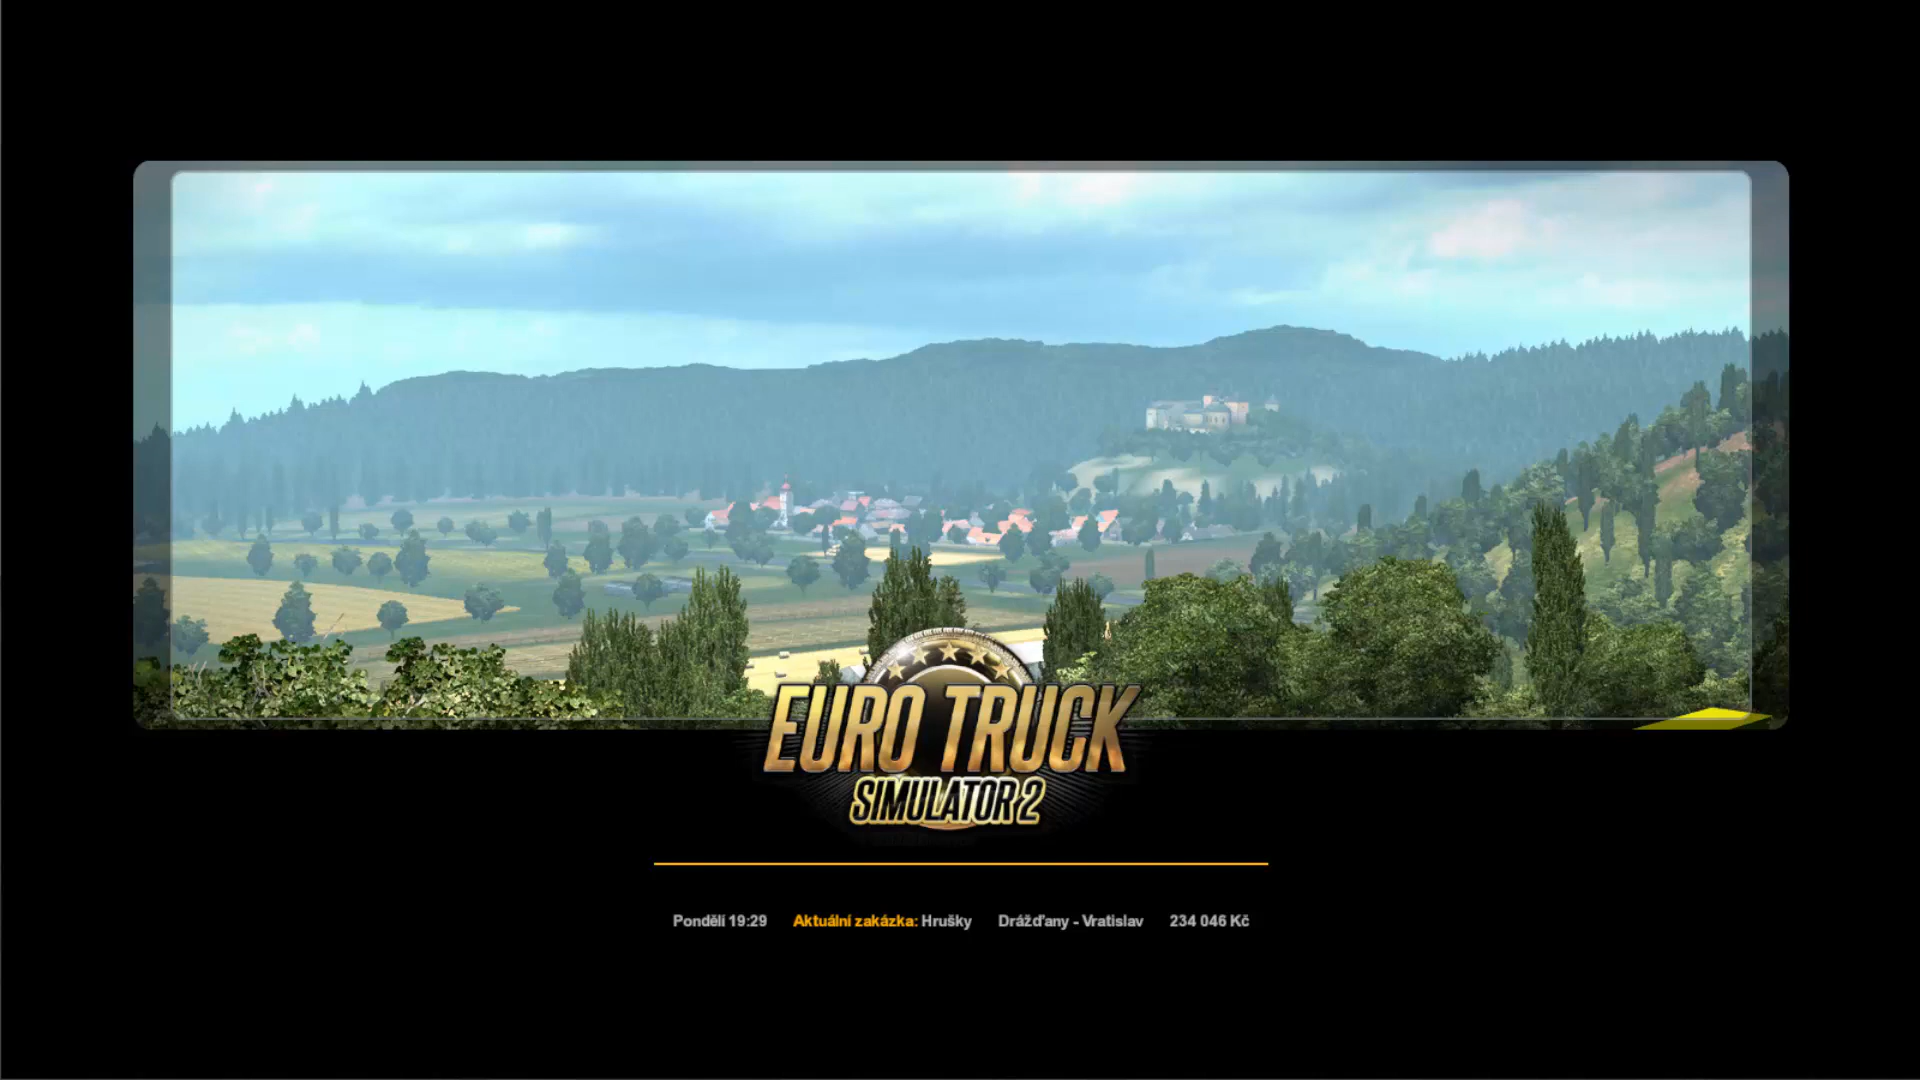 EURO TRUCK
SIMULATOR 2
Pondělí 19:29 Aktuální zakázka: Hrušky Drážďany - Vratislav 234 046 Kč